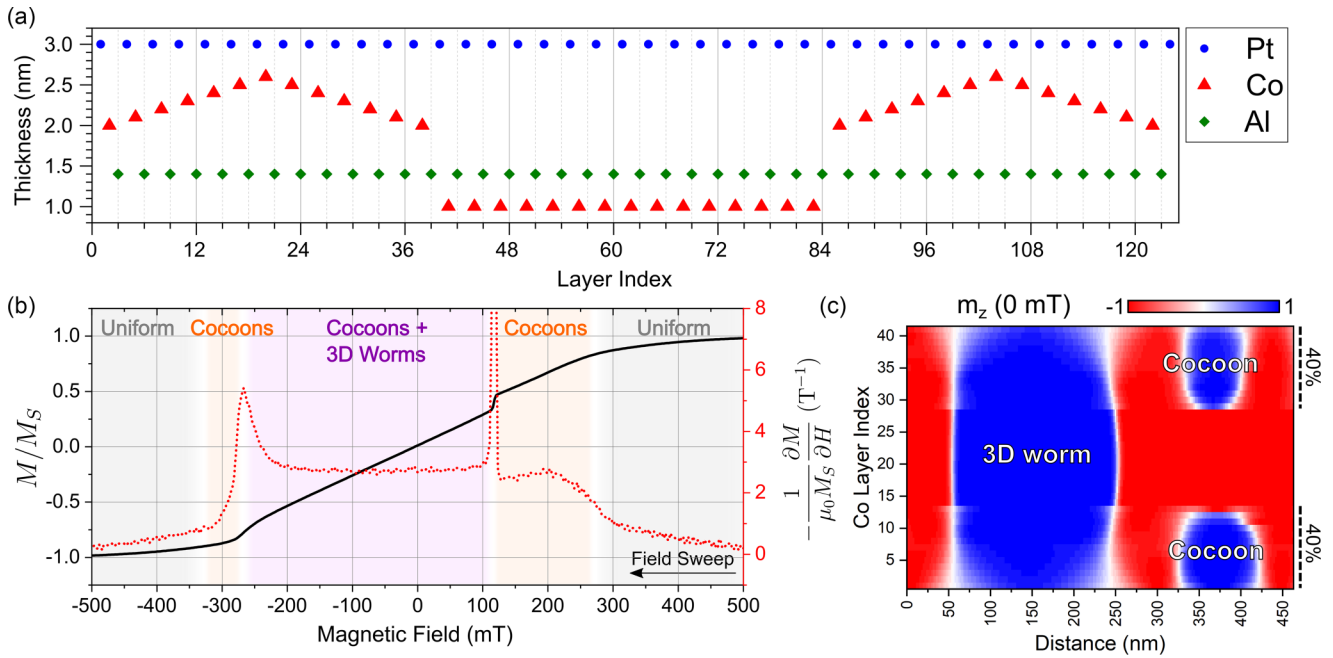 (a)
3.0
2.5
2.0
1.5
1.0
Thickness (nm)
0 12 24 36 48 60 72 84 96 108 120
Layer Index
Pt
Co
Al
(b)
1.0
0.5
0.0
-0.5
-1.0
M/M_S
Uniform
Cocoons
Cocoons +
3D Worms
Cocoons
Uniform
Field Sweep
-500 -400 -300 -200 -100 0 100 200 300 400 500
Magnetic Field (mT)
8
7
6
5
4
3
2
1
0
− 1/(μ₀M_S) ∂M/∂H (T⁻¹)
(c)
m_z (0 mT)
-1 1
40
35
30
25
20
15
10
5
Co Layer Index
Cocoon
3D worm
Cocoon
40%
40%
0 50 100 150 200 250 300 350 400 450
Distance (nm)